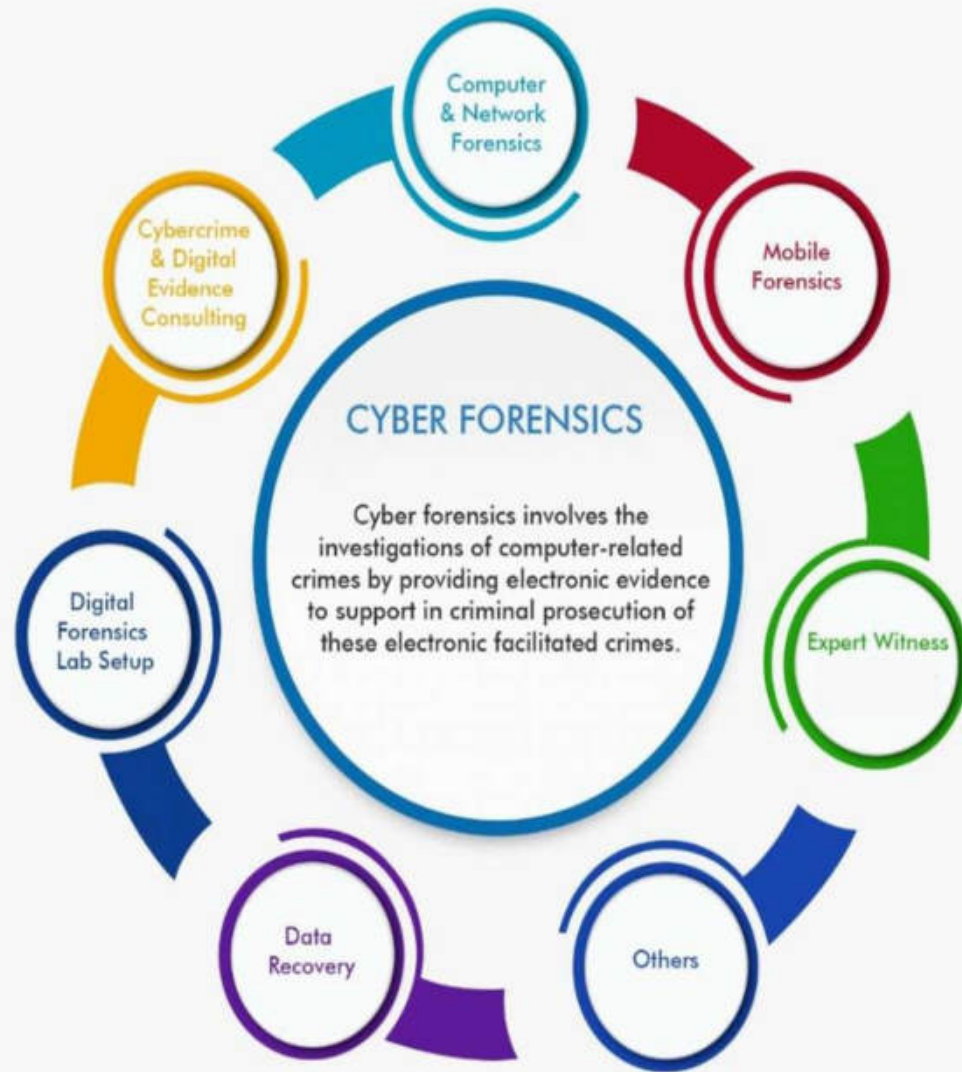 Computer
& Network
Forensics
Mobile
Forensics
Expert Witness
Others
Data
Recovery
Digital
Forensics
Lab Setup
Cybercrime
& Digital
Evidence
Consulting
CYBER FORENSICS
Cyber forensics involves the
investigations of computer-related
crimes by providing electronic evidence
to support in criminal prosecution of
these electronic facilitated crimes.